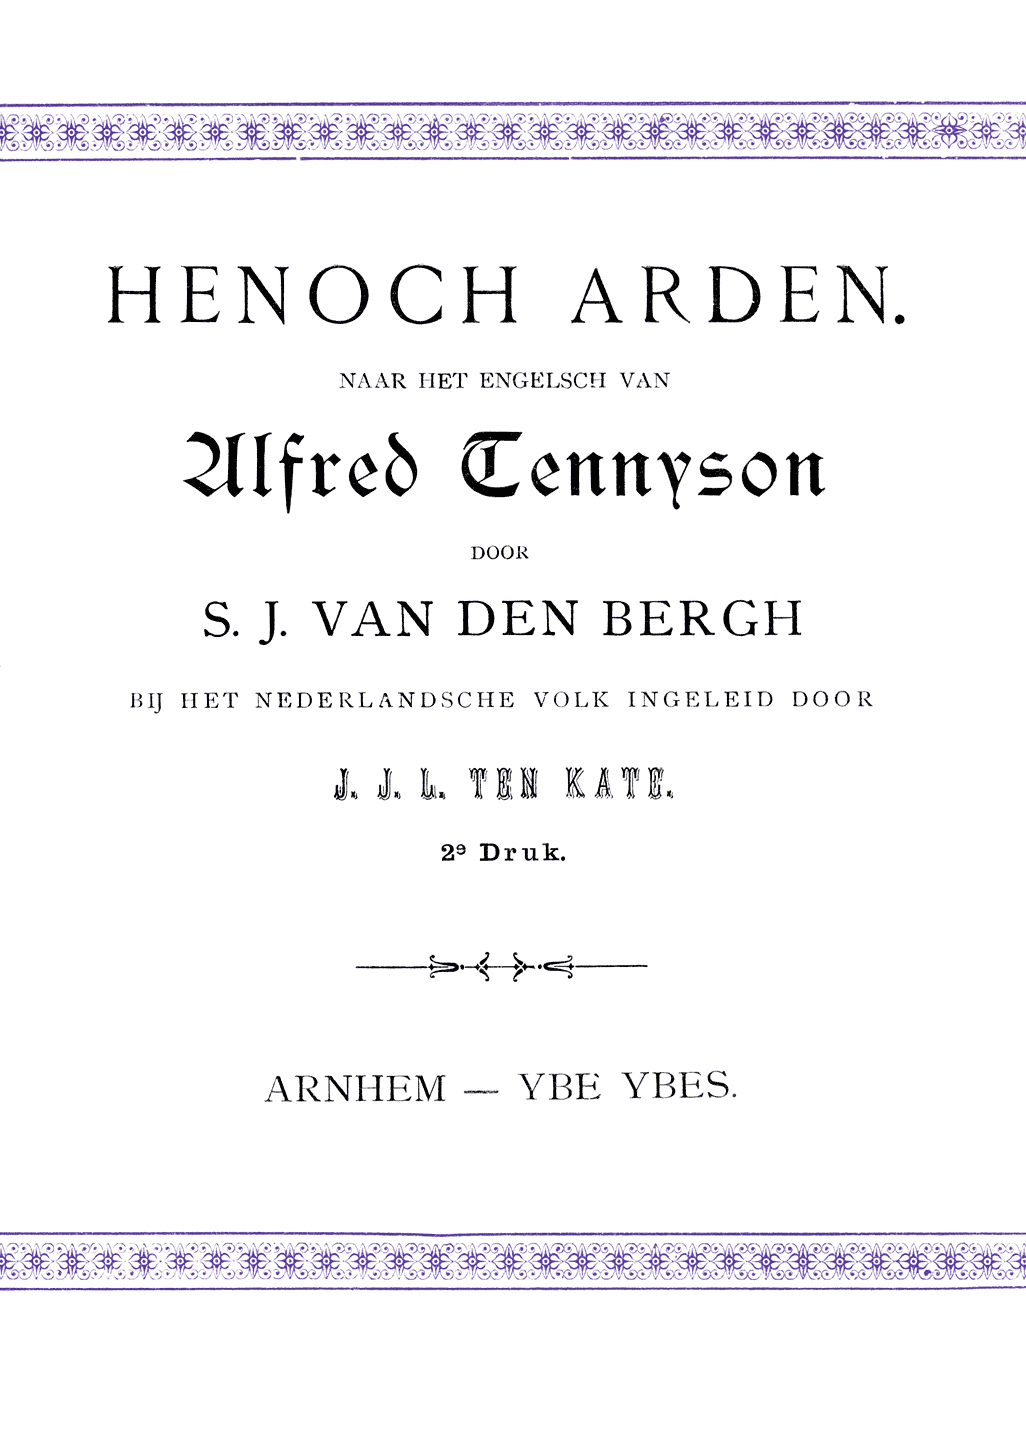 HENOCH ARDEN.
NAAR HET ENGELSCH VAN
Alfred Tennyson
DOOR
S. J. VAN DEN BERGH
BIJ HET NEDERLANDSCHE VOLK INGELEID DOOR
J. J. L. TEN KATE.
2e Druk.
ARNHEM — YBE YBES.